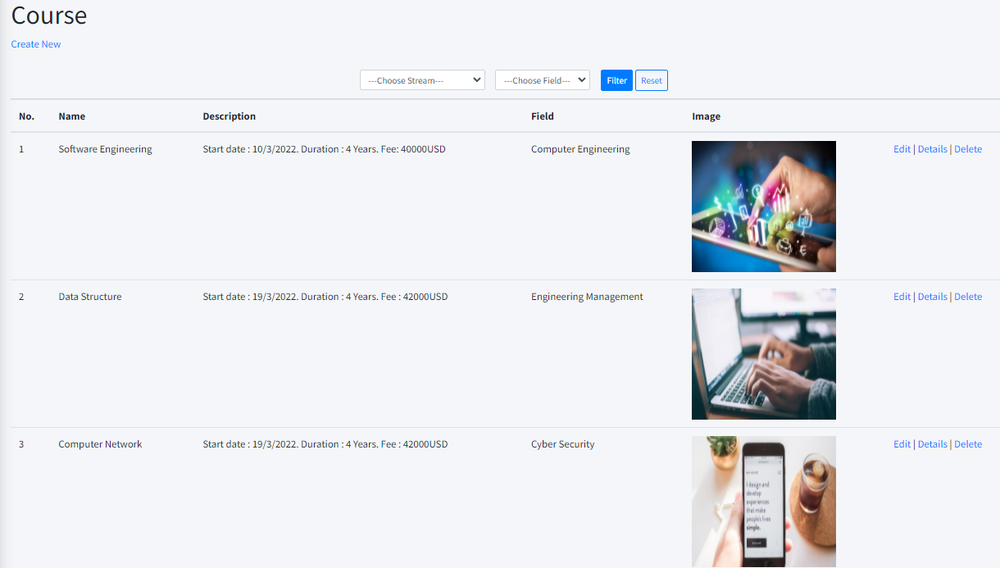 Course
Create New
---Choose Stream--- ---Choose Field--- Filter Reset
No. Name Description Field Image
1 Software Engineering Start date : 10/3/2022. Duration : 4 Years. Fee: 40000USD Computer Engineering Edit | Details | Delete
2 Data Structure Start date : 19/3/2022. Duration : 4 Years. Fee : 42000USD Engineering Management Edit | Details | Delete
3 Computer Network Start date : 19/3/2022. Duration : 4 Years. Fee : 42000USD Cyber Security Edit | Details | Delete
I design and
develop
experiences
that make
people's lives
simple.